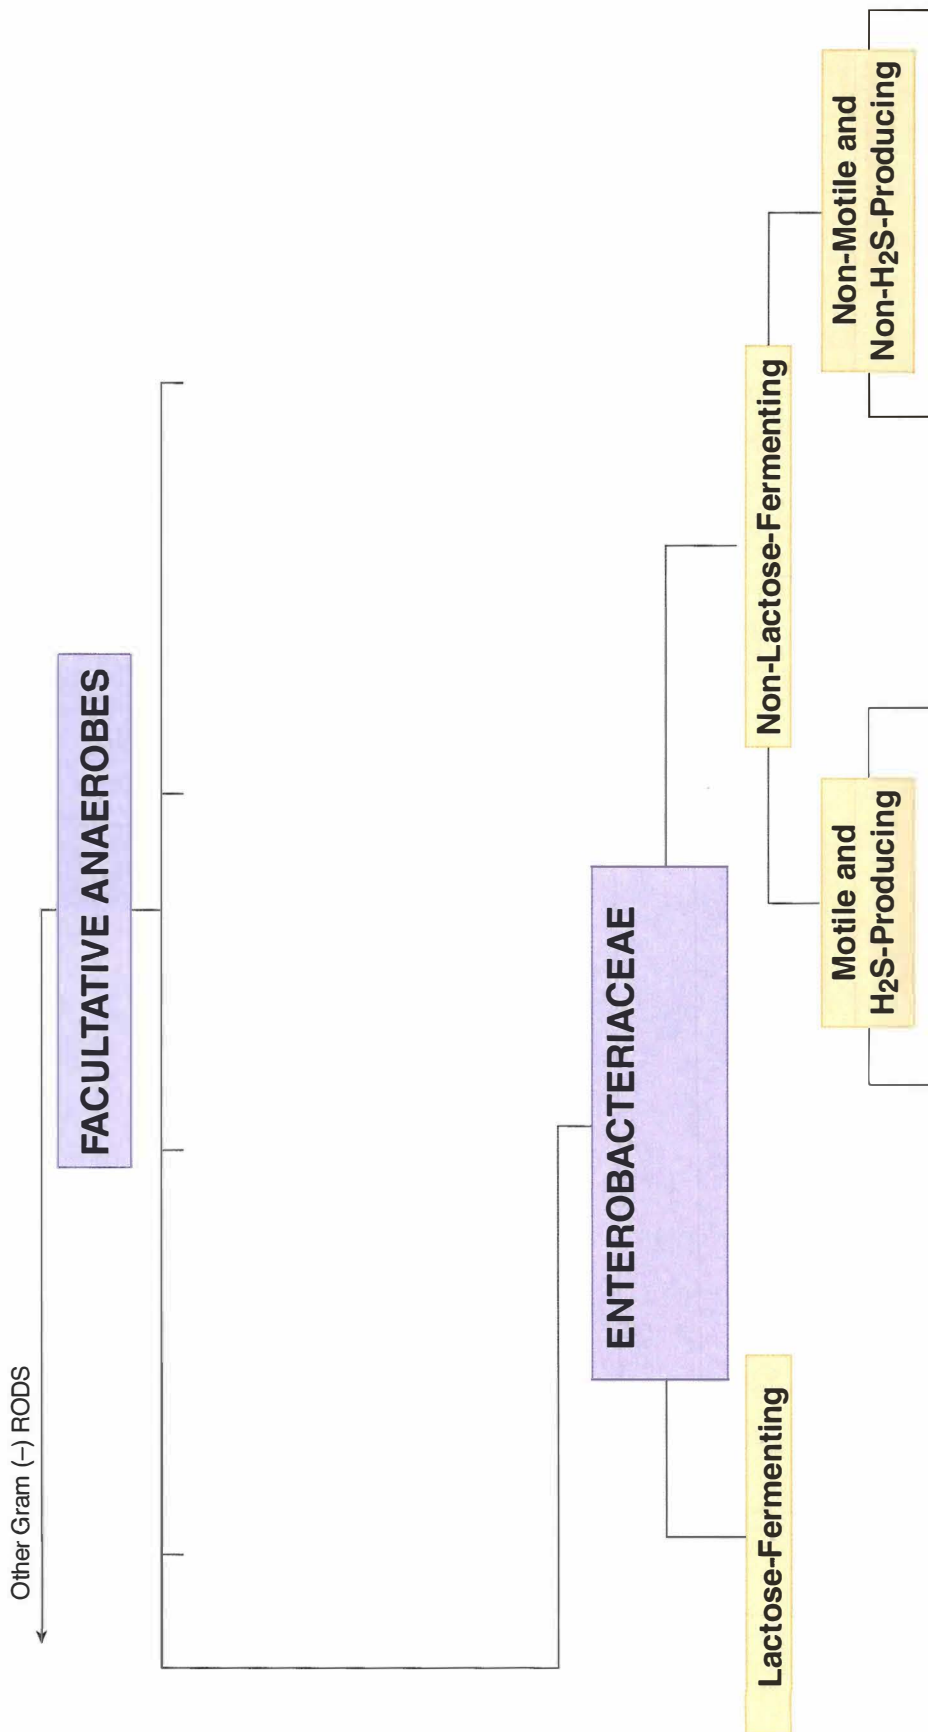 Other Gram (–) RODS
FACULTATIVE ANAEROBES
ENTEROBACTERIACEAE
Lactose-Fermenting
Non-Lactose-Fermenting
Motile and
H₂S-Producing
Non-Motile and
Non-H₂S-Producing